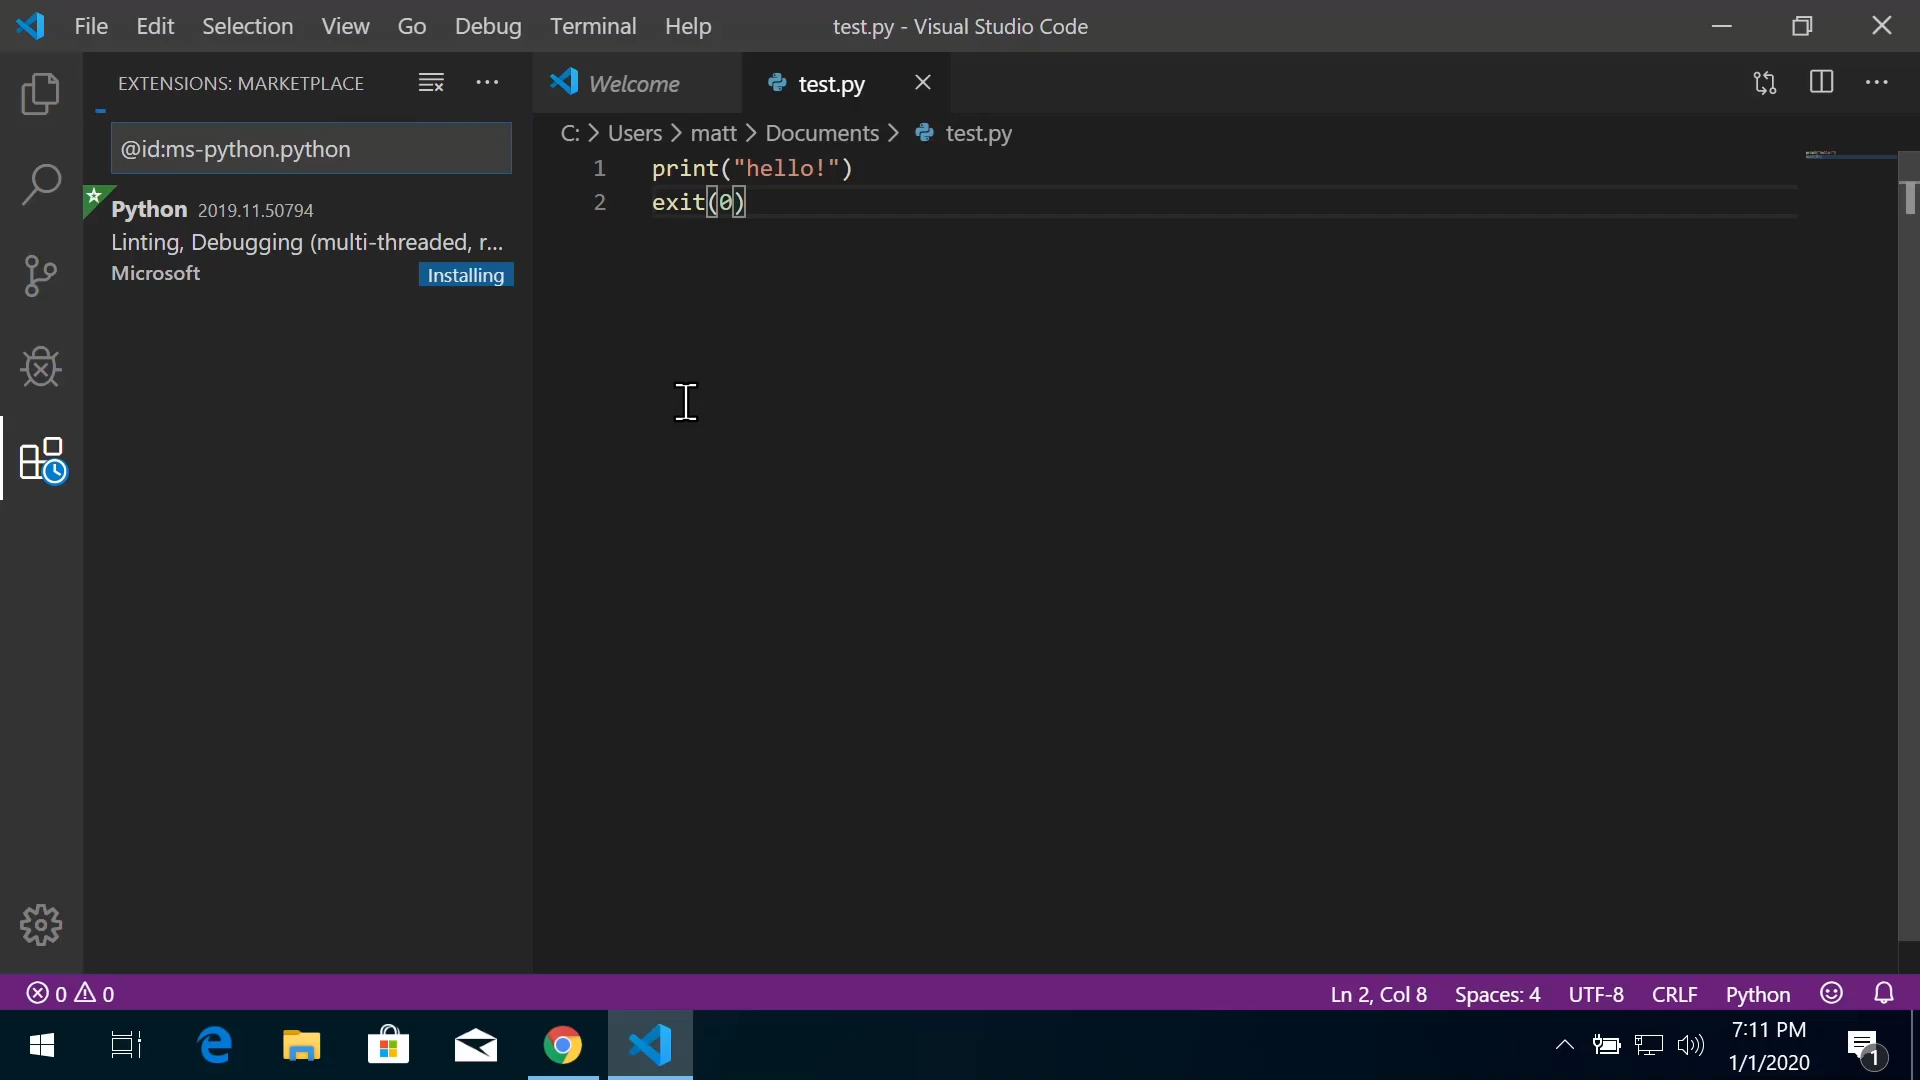 File Edit Selection View Go Debug Terminal Help
test.py - Visual Studio Code
EXTENSIONS: MARKETPLACE
@id:ms-python.python
Python 2019.11.50794
Linting, Debugging (multi-threaded, r...
Microsoft
Installing
Welcome
test.py
C: > Users > matt > Documents > test.py
1 print("hello!")
2 exit(0)
0 0
Ln 2, Col 8 Spaces: 4 UTF-8 CRLF Python
7:11 PM
1/1/2020
1